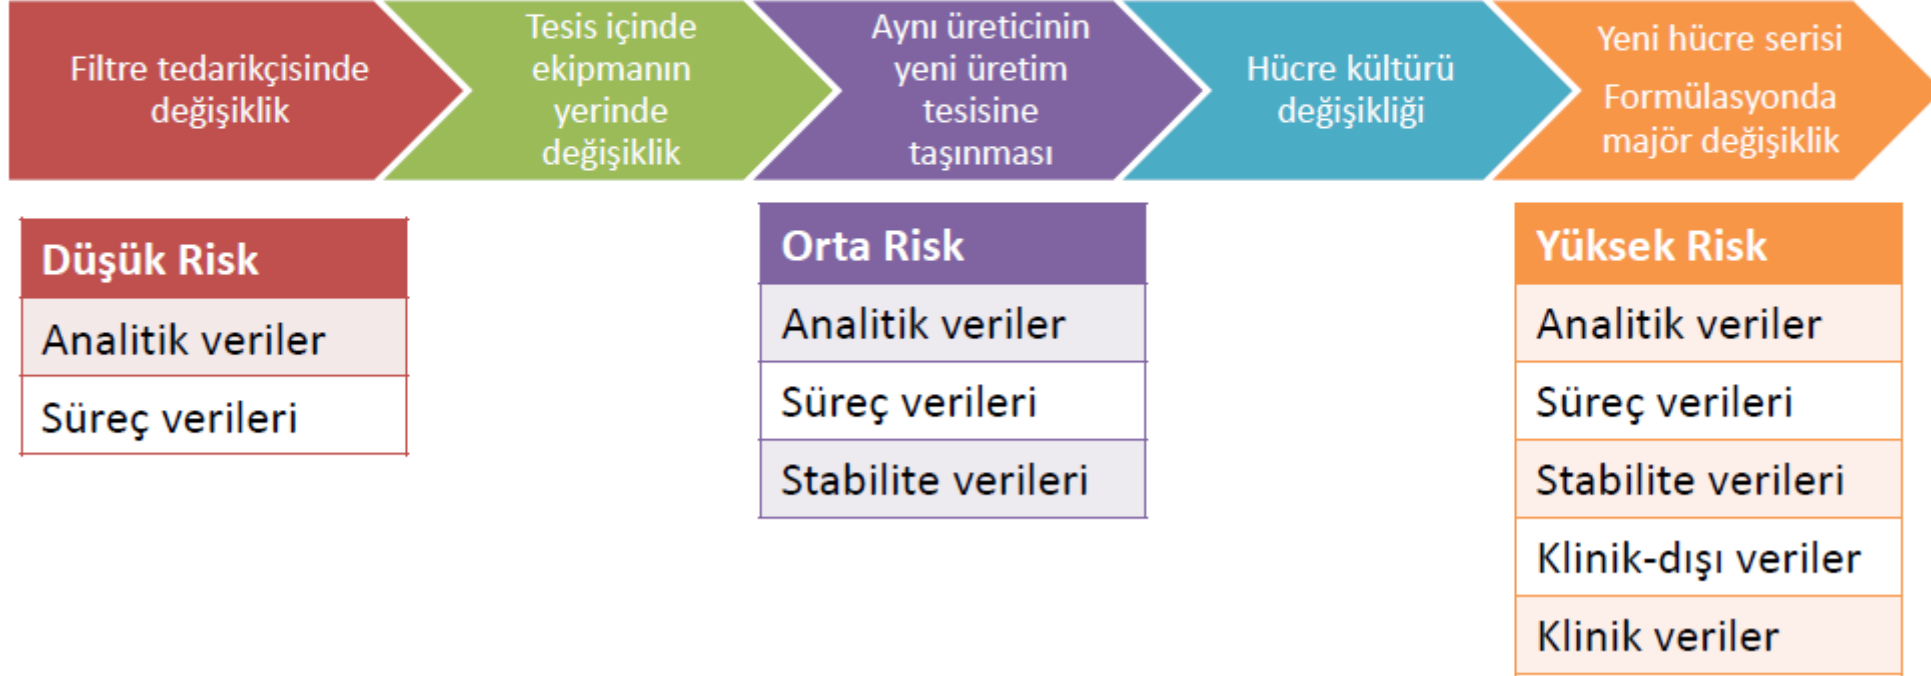 Filtre tedarikçisinde
değişiklik
Tesis içinde
ekipmanın
yerinde
değişiklik
Aynı üreticinin
yeni üretim
tesisine
taşınması
Hücre kültürü
değişikliği
Yeni hücre serisi
Formülasyonda
majör değişiklik
Düşük Risk
Analitik veriler
Süreç verileri
Orta Risk
Analitik veriler
Süreç verileri
Stabilite verileri
Yüksek Risk
Analitik veriler
Süreç verileri
Stabilite verileri
Klinik-dışı veriler
Klinik veriler